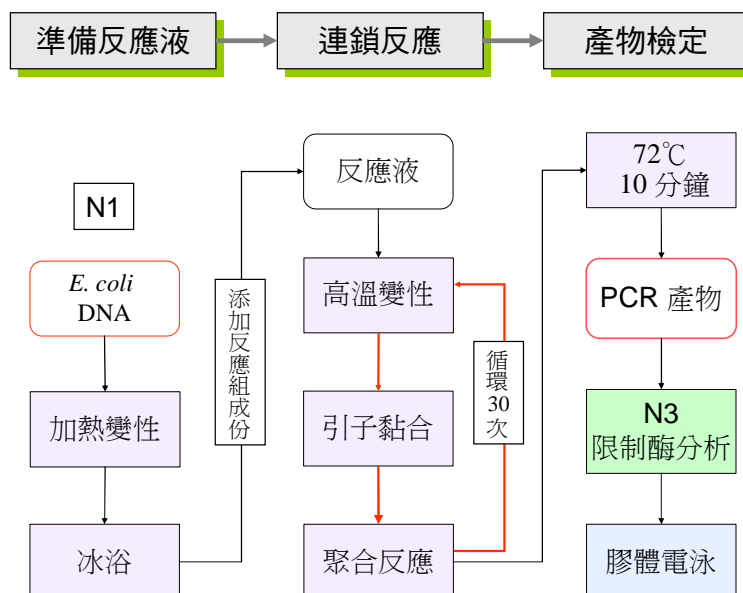 準備反應液
連鎖反應
產物檢定
N1
E. coli
DNA
加熱變性
冰浴
添加反應組成份
反應液
高溫變性
引子黏合
聚合反應
循環30次
72℃
10 分鐘
PCR 產物
N3
限制酶分析
膠體電泳